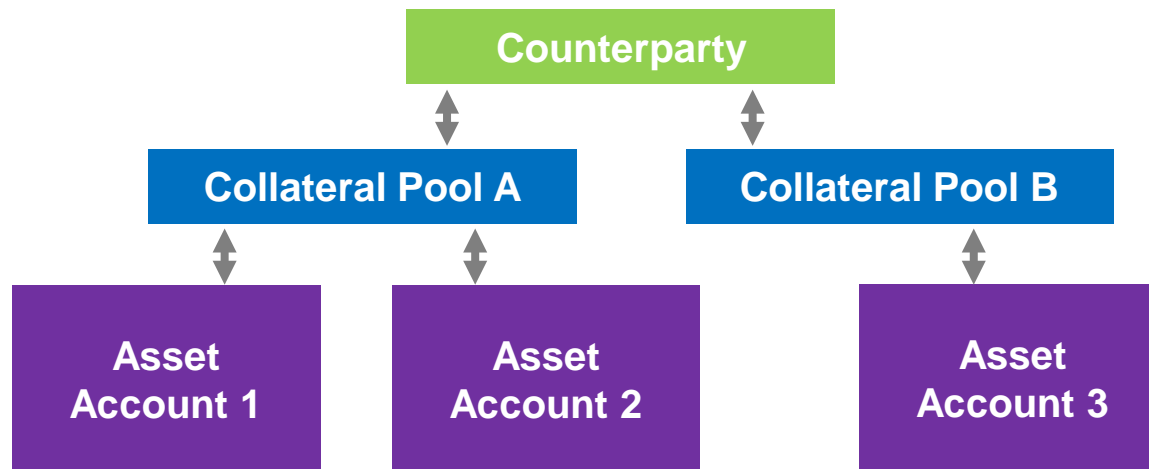 Counterparty
Collateral Pool A
Collateral Pool B
Asset
Account 1
Asset
Account 2
Asset
Account 3